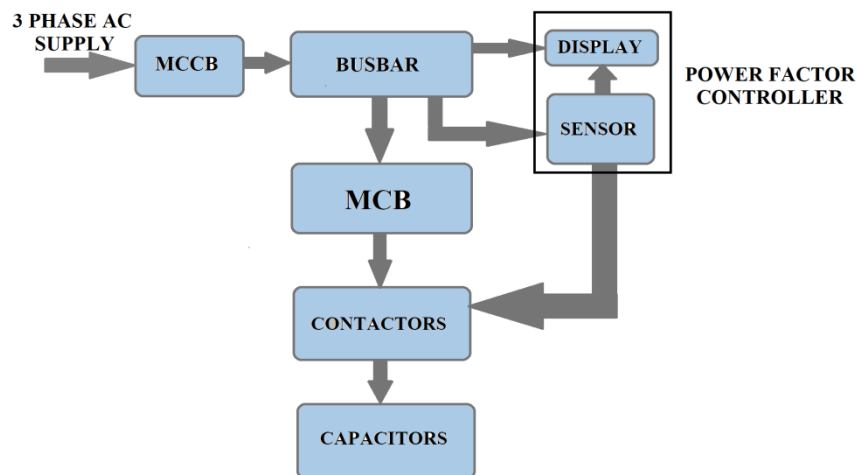 3 PHASE AC
SUPPLY
MCCB
BUSBAR
DISPLAY
POWER FACTOR
CONTROLLER
SENSOR
MCB
CONTACTORS
CAPACITORS